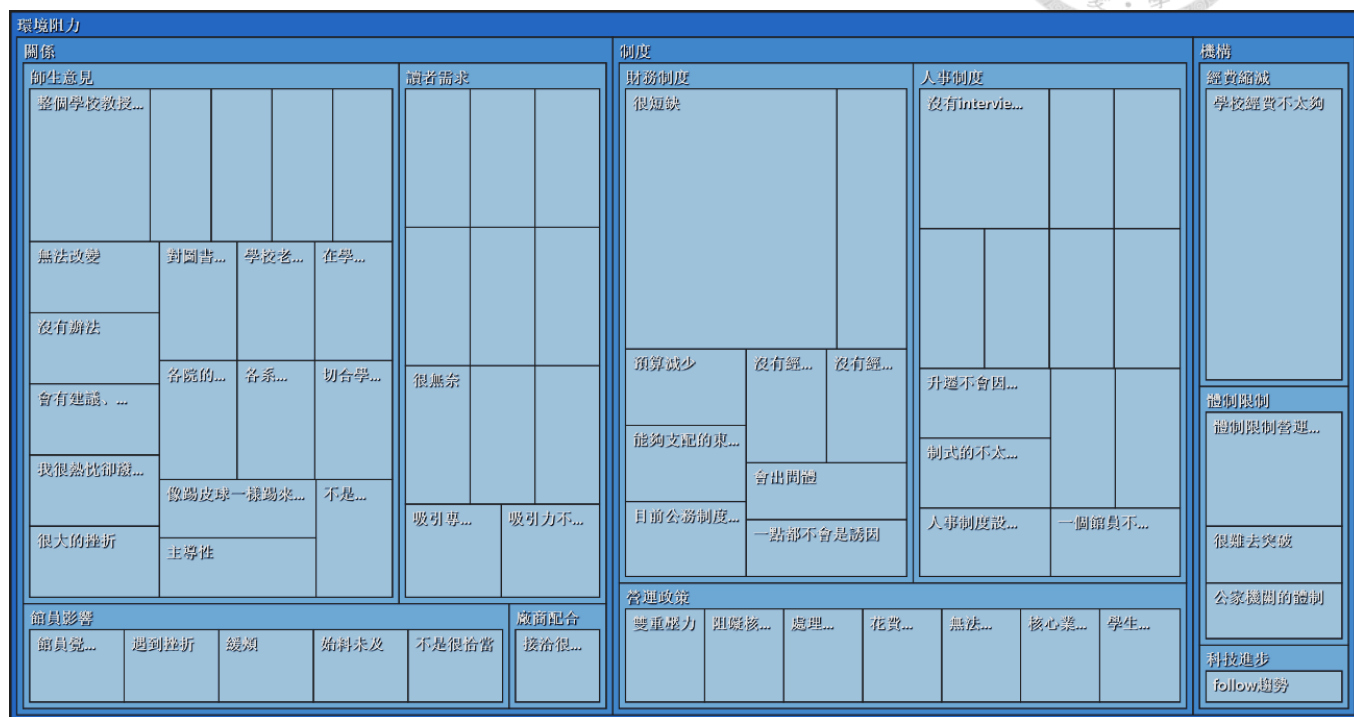 環境阻力
關係
師生意見
整個學校教授...
無法改變
沒有辦法
會有建議、...
我很熱忱卻潑...
很大的挫折
對圖書...
學校老...
在學...
各院的...
各系...
切合學...
像踢皮球一樣踢來...
不是...
主導性
讀者需求
很無奈
吸引專...
吸引力不...
館員影響
館員覺...
遇到挫折
緩頰
始料未及
不是很恰當
廠商配合
接洽很...
制度
財務制度
很短缺
預算減少
能夠支配的東...
目前公務制度...
沒有經...
沒有經...
會出問題
一點都不會是誘因
人事制度
沒有intervie...
升遷不會因...
制式的不太...
人事制度設...
一個館員不...
營運政策
雙重壓力
阻礙核...
處理...
花費...
無法...
核心業...
學生...
機構
經費縮減
學校經費不太夠
體制限制
體制限制營運...
很難去突破
公家機關的體制
科技進步
follow趨勢